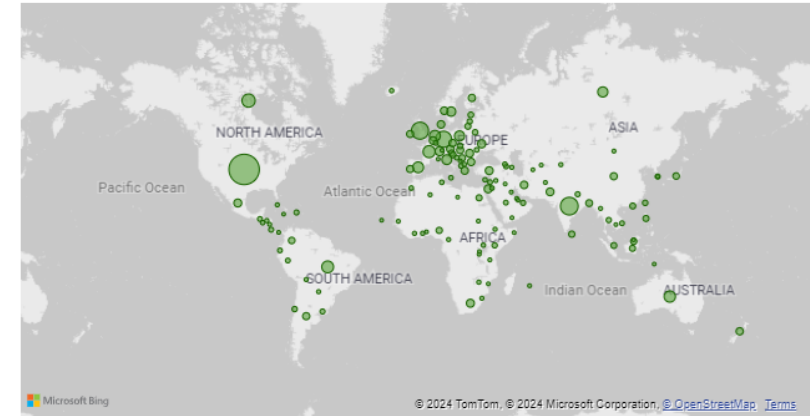 NORTH AMERICA
EUROPE
ASIA
Pacific Ocean
Atlantic Ocean
AFRICA
SOUTH AMERICA
Indian Ocean
AUSTRALIA
Microsoft Bing
© 2024 TomTom, © 2024 Microsoft Corporation, © OpenStreetMap Terms